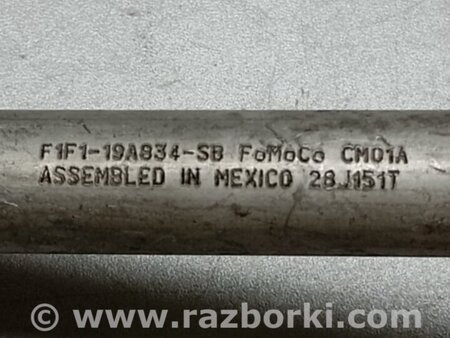 F1F1-19A834-SB FoMoCo CM01A
ASSEMBLED IN MEXICO 28J151T
© www.razborki.com